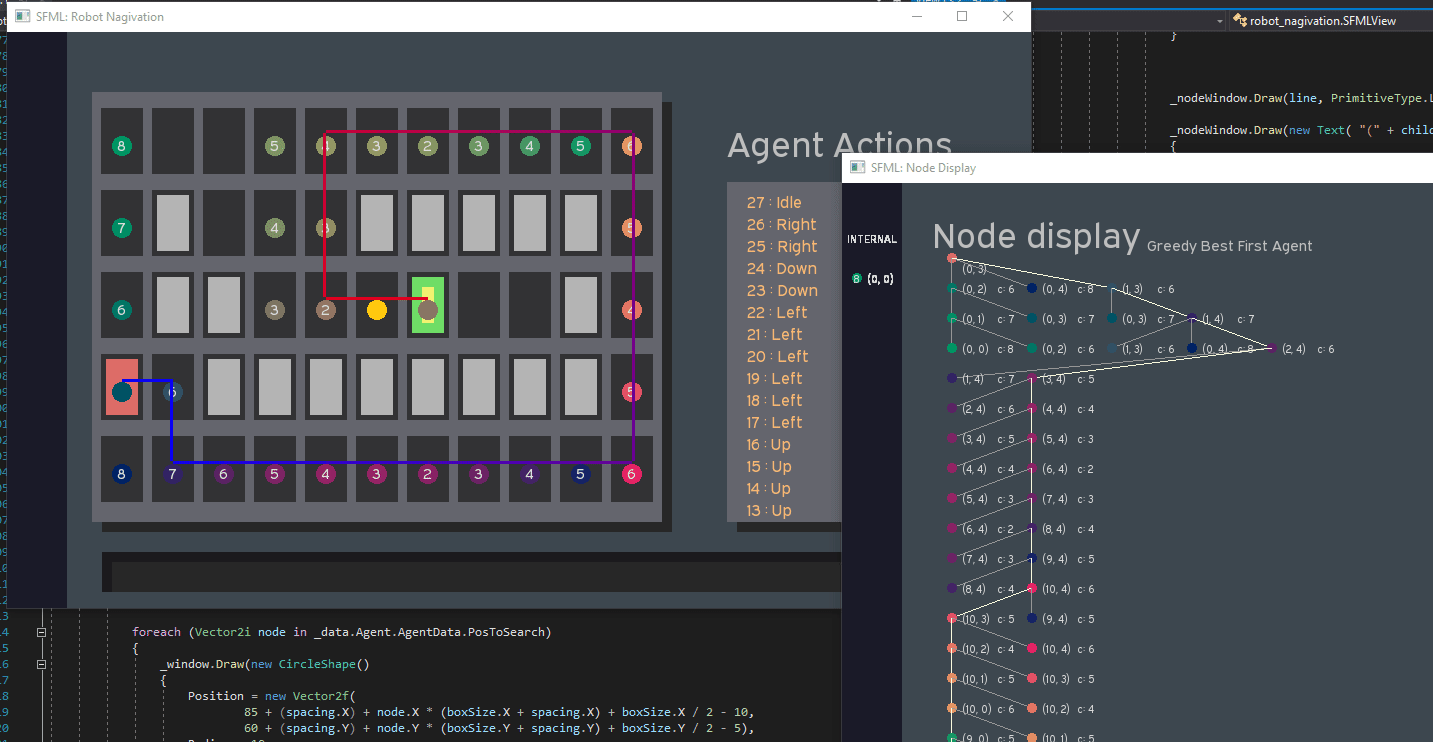 SFML: Robot Nagivation
robot_nagivation.SFMLView
}
_nodeWindow.Draw(line, PrimitiveType.L
_nodeWindow.Draw(new Text( "(" + child
{
8 5 4 3 2 3 4 5 6
7 4 3 5
6 3 2 4
6 5
8 7 6 5 4 3 2 3 4 5 6
Agent Actions
27 : Idle
26 : Right
25 : Right
24 : Down
23 : Down
22 : Left
21 : Left
20 : Left
19 : Left
18 : Left
17 : Left
16 : Up
15 : Up
14 : Up
13 : Up
SFML: Node Display
INTERNAL
8 (0, 0)
Node display Greedy Best First Agent
(0, 3)
(0, 2) c: 6 (0, 4) c: 8 (1, 3) c: 6
(0, 1) c: 7 (0, 3) c: 7 (0, 3) c: 7 (1, 4) c: 7
(0, 0) c: 8 (0, 2) c: 6 (1, 3) c: 6 (0, 4) c: 8 (2, 4) c: 6
(1, 4) c: 7 (3, 4) c: 5
(2, 4) c: 6 (4, 4) c: 4
(3, 4) c: 5 (5, 4) c: 3
(4, 4) c: 4 (6, 4) c: 2
(5, 4) c: 3 (7, 4) c: 3
(6, 4) c: 2 (8, 4) c: 4
(7, 4) c: 3 (9, 4) c: 5
(8, 4) c: 4 (10, 4) c: 6
(10, 3) c: 5 (9, 4) c: 5
(10, 2) c: 4 (10, 4) c: 6
(10, 1) c: 5 (10, 3) c: 5
(10, 0) c: 6 (10, 2) c: 4
(9, 0) c: 5 (10, 1) c: 5
foreach (Vector2i node in _data.Agent.AgentData.PosToSearch)
{
_window.Draw(new CircleShape()
{
Position = new Vector2f(
85 + (spacing.X) + node.X * (boxSize.X + spacing.X) + boxSize.X / 2 - 10,
60 + (spacing.Y) + node.Y * (boxSize.Y + spacing.Y) + boxSize.Y / 2 - 5),